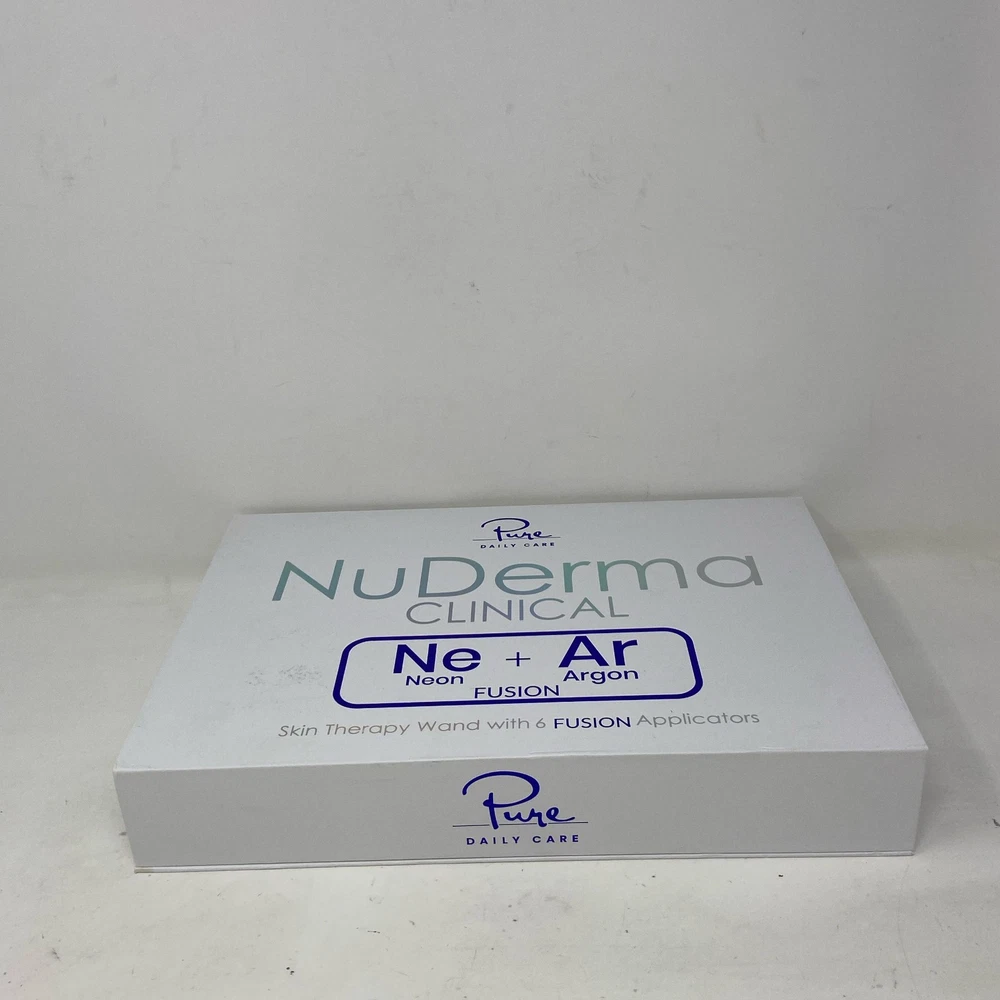 Pure
DAILY CARE
NuDerma
CLINICAL
Ne + Ar
Neon Argon
FUSION
Skin Therapy Wand with 6 FUSION Applicators
Pure
DAILY CARE